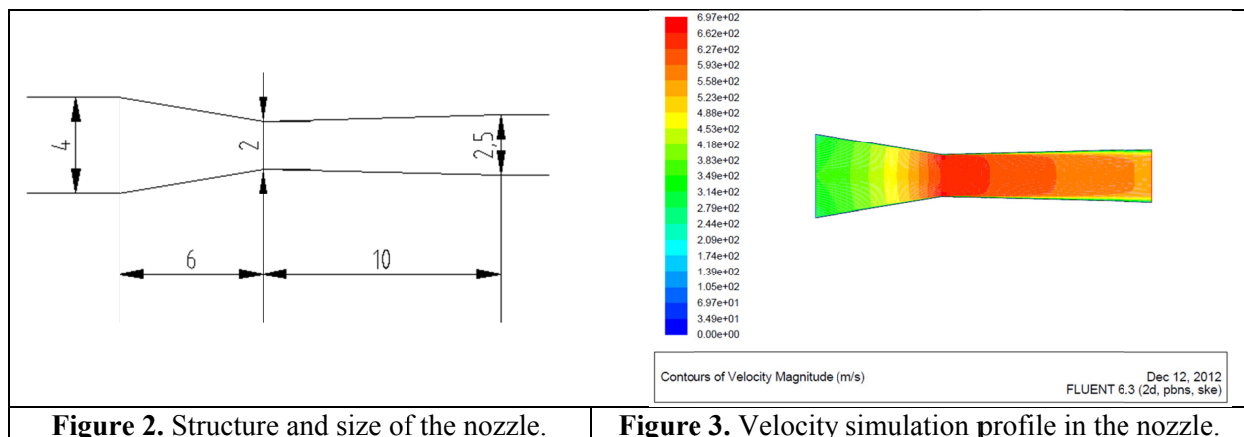 4
2
2,5
6
10
6.97e+02
6.62e+02
6.27e+02
5.93e+02
5.58e+02
5.23e+02
4.88e+02
4.53e+02
4.18e+02
3.83e+02
3.49e+02
3.14e+02
2.79e+02
2.44e+02
2.09e+02
1.74e+02
1.39e+02
1.05e+02
6.97e+01
3.49e+01
0.00e+00
Contours of Velocity Magnitude (m/s)
Dec 12, 2012
FLUENT 6.3 (2d, pbns, ske)
Figure 2. Structure and size of the nozzle.
Figure 3. Velocity simulation profile in the nozzle.